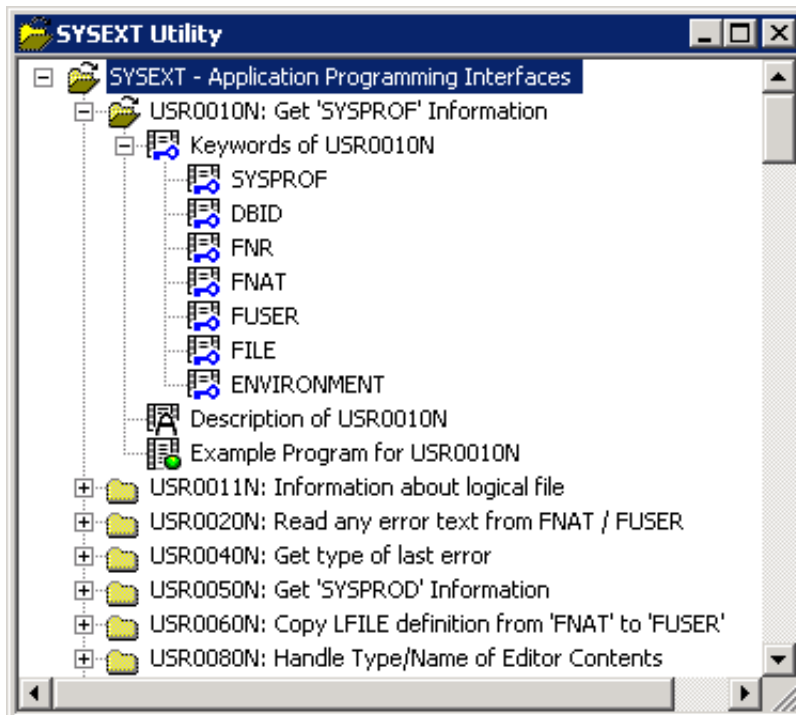 SYSEXT Utility
SYSEXT - Application Programming Interfaces
USR0010N: Get 'SYSPROF' Information
Keywords of USR0010N
SYSPROF
DBID
FNR
FNAT
FUSER
FILE
ENVIRONMENT
Description of USR0010N
Example Program for USR0010N
USR0011N: Information about logical file
USR0020N: Read any error text from FNAT / FUSER
USR0040N: Get type of last error
USR0050N: Get 'SYSPROD' Information
USR0060N: Copy LFILE definition from 'FNAT' to 'FUSER'
USR0080N: Handle Type/Name of Editor Contents